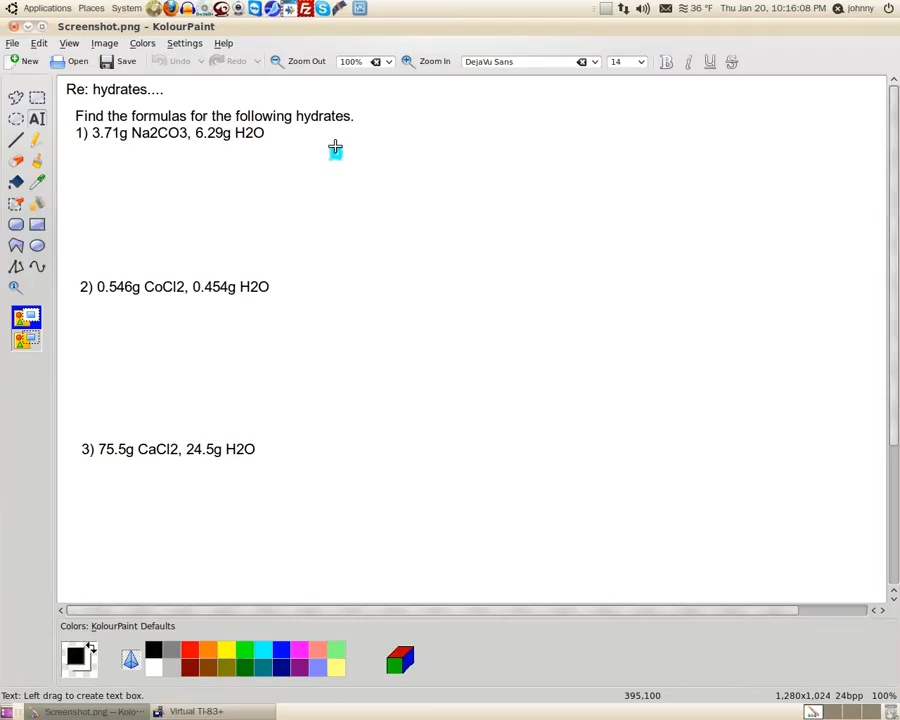 Applications Places System 36 °F Thu Jan 20, 10:16:08 PM johnny
Screenshot.png - KolourPaint
File Edit View Image Colors Settings Help
New Open Save Undo Redo Zoom Out 100% Zoom In DejaVu Sans 14 B i U S
Re: hydrates....
Find the formulas for the following hydrates.
1) 3.71g Na2CO3, 6.29g H2O
2) 0.546g CoCl2, 0.454g H2O
3) 75.5g CaCl2, 24.5g H2O
Colors: KolourPaint Defaults
Text: Left drag to create text box. 395,100 1,280x1,024 24bpp 100%
Screenshot.png — Kolo··· Virtual TI-83+